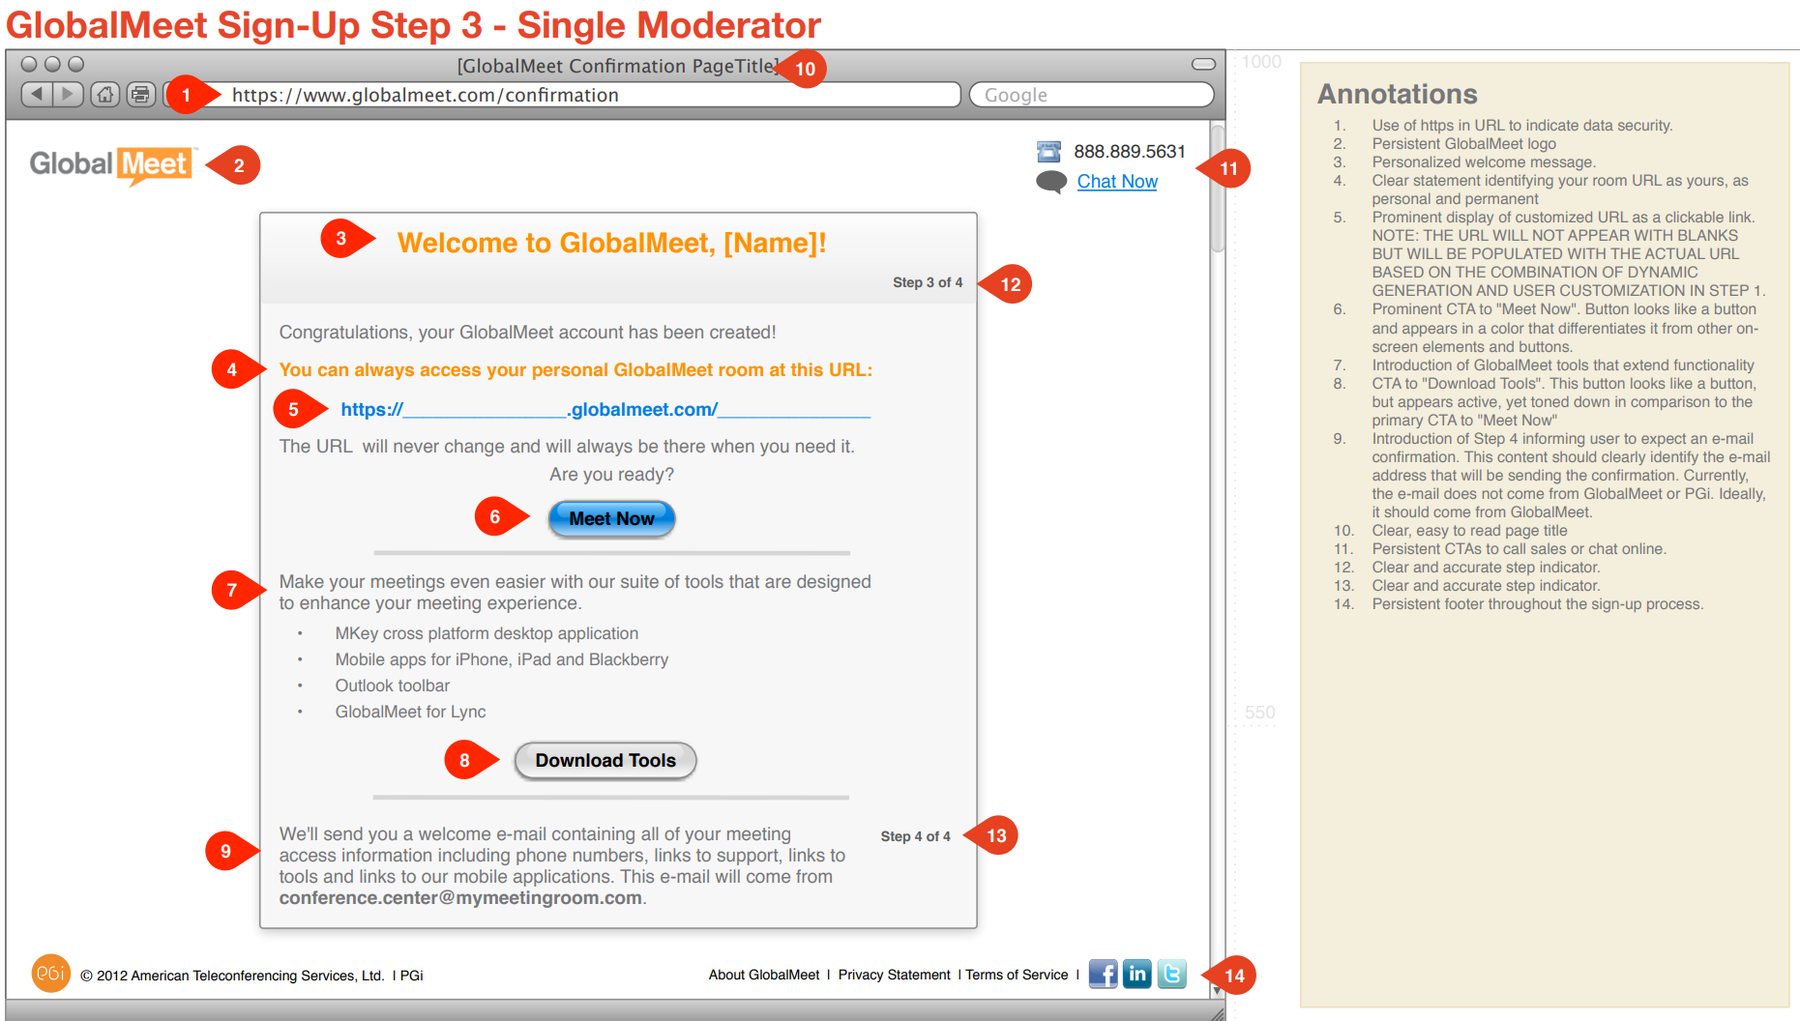 GlobalMeet Sign-Up Step 3 - Single Moderator
[GlobalMeet Confirmation PageTitle]
10
1
https://www.globalmeet.com/confirmation
Google
GlobalMeet™
2
888.889.5631
Chat Now
11
3
Welcome to GlobalMeet, [Name]!
Step 3 of 4
12
Congratulations, your GlobalMeet account has been created!
4
You can always access your personal GlobalMeet room at this URL:
5
https://________________.globalmeet.com/_______________
The URL  will never change and will always be there when you need it.
Are you ready?
6
Meet Now
7
Make your meetings even easier with our suite of tools that are designed
to enhance your meeting experience.
• MKey cross platform desktop application
• Mobile apps for iPhone, iPad and Blackberry
• Outlook toolbar
• GlobalMeet for Lync
8
Download Tools
9
We'll send you a welcome e-mail containing all of your meeting
access information including phone numbers, links to support, links to
tools and links to our mobile applications. This e-mail will come from
conference.center@mymeetingroom.com.
Step 4 of 4
13
PGi
© 2012 American Teleconferencing Services, Ltd. | PGi
About GlobalMeet | Privacy Statement | Terms of Service |
f
in
t
14
1000
550
Annotations
1. Use of https in URL to indicate data security.
2. Persistent GlobalMeet logo
3. Personalized welcome message.
4. Clear statement identifying your room URL as yours, as
personal and permanent
5. Prominent display of customized URL as a clickable link.
NOTE: THE URL WILL NOT APPEAR WITH BLANKS
BUT WILL BE POPULATED WITH THE ACTUAL URL
BASED ON THE COMBINATION OF DYNAMIC
GENERATION AND USER CUSTOMIZATION IN STEP 1.
6. Prominent CTA to "Meet Now". Button looks like a button
and appears in a color that differentiates it from other on-
screen elements and buttons.
7. Introduction of GlobalMeet tools that extend functionality
8. CTA to "Download Tools". This button looks like a button,
but appears active, yet toned down in comparison to the
primary CTA to "Meet Now"
9. Introduction of Step 4 informing user to expect an e-mail
confirmation. This content should clearly identify the e-mail
address that will be sending the confirmation. Currently,
the e-mail does not come from GlobalMeet or PGi. Ideally,
it should come from GlobalMeet.
10. Clear, easy to read page title
11. Persistent CTAs to call sales or chat online.
12. Clear and accurate step indicator.
13. Clear and accurate step indicator.
14. Persistent footer throughout the sign-up process.